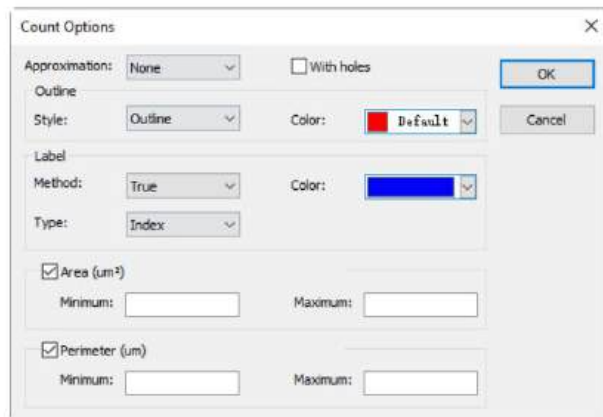 Count Options
Approximation: None With holes OK
Outline
Style: Outline Color: Default Cancel
Label
Method: True Color:
Type: Index
Area (um²)
Minimum: Maximum:
Perimeter (um)
Minimum: Maximum: